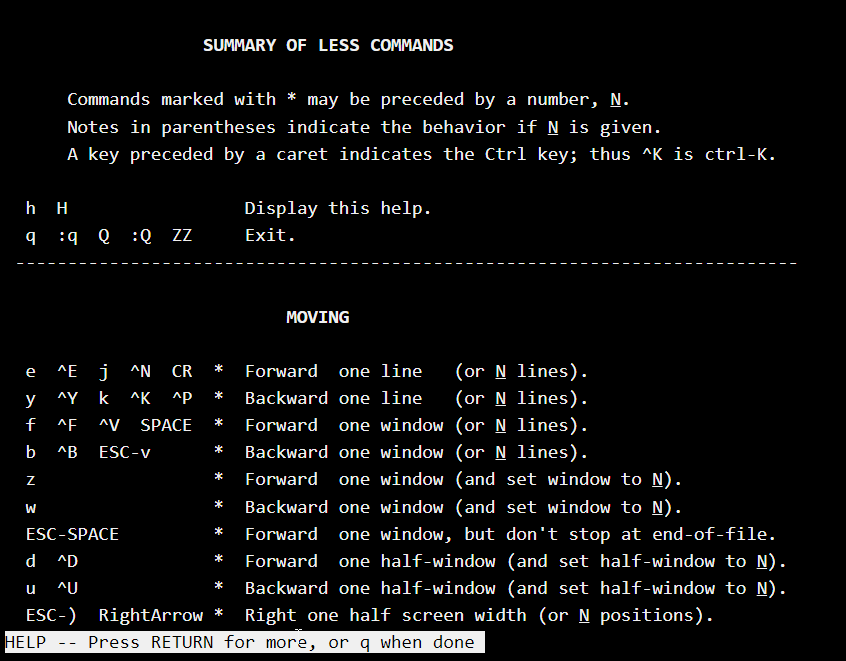 SUMMARY OF LESS COMMANDS
Commands marked with * may be preceded by a number, N.
Notes in parentheses indicate the behavior if N is given.
A key preceded by a caret indicates the Ctrl key; thus ^K is ctrl-K.
h  H                 Display this help.
q  :q  Q  :Q  ZZ     Exit.
---------------------------------------------------------------------------
MOVING
e  ^E  j  ^N  CR  *  Forward  one line   (or N lines).
y  ^Y  k  ^K  ^P  *  Backward one line   (or N lines).
f  ^F  ^V  SPACE  *  Forward  one window (or N lines).
b  ^B  ESC-v      *  Backward one window (or N lines).
z                 *  Forward  one window (and set window to N).
w                 *  Backward one window (and set window to N).
ESC-SPACE         *  Forward  one window, but don't stop at end-of-file.
d  ^D             *  Forward  one half-window (and set half-window to N).
u  ^U             *  Backward one half-window (and set half-window to N).
ESC-)  RightArrow *  Right one half screen width (or N positions).
HELP -- Press RETURN for more, or q when done